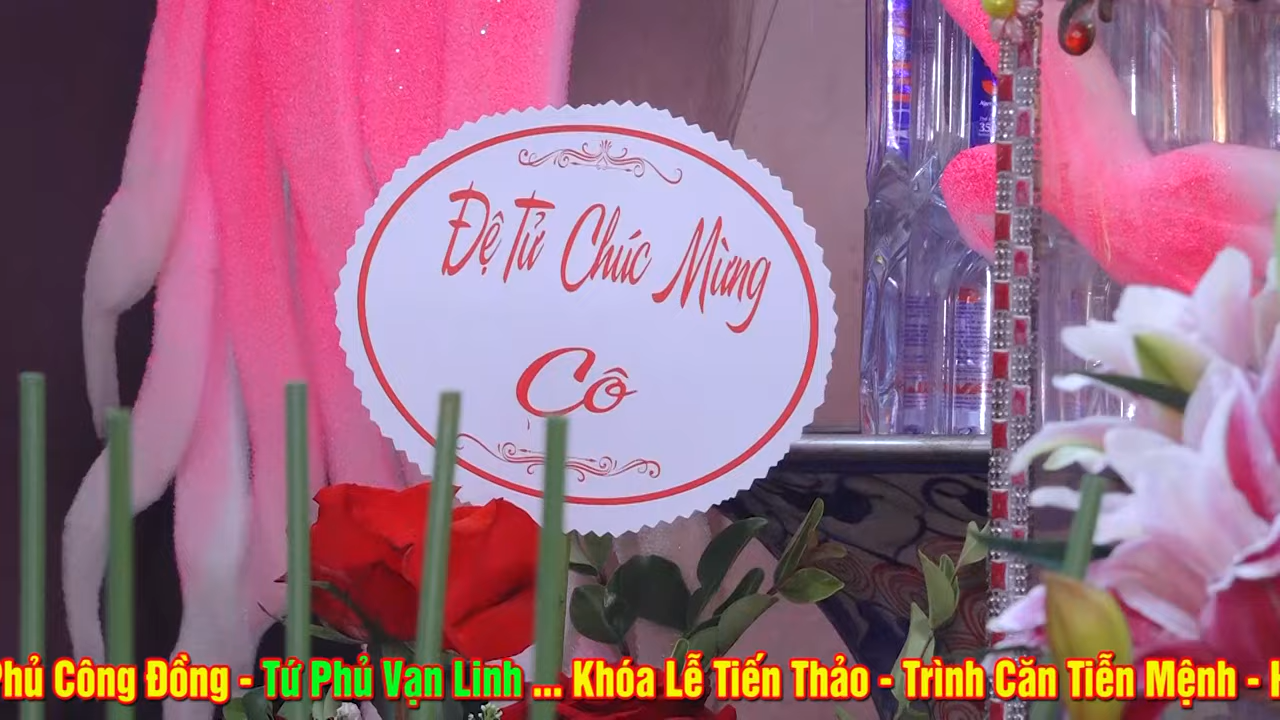 Đệ Tử Chúc Mừng
Cô
35
Phủ Công Đồng - Tứ Phủ Vạn Linh ... Khóa Lễ Tiến Thảo - Trình Căn Tiễn Mệnh -